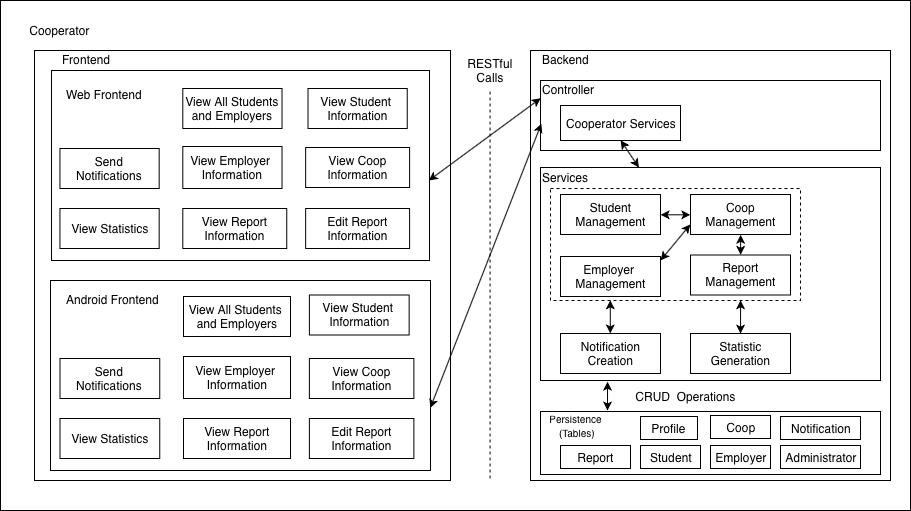 Cooperator
Frontend
Web Frontend
View All Students
and Employers
View Student
Information
Send
Notifications
View Employer
Information
View Coop
Information
View Statistics
View Report
Information
Edit Report
Information
Android Frontend
View All Students
and Employers
View Student
Information
Send
Notifications
View Employer
Information
View Coop
Information
View Statistics
View Report
Information
Edit Report
Information
RESTful
Calls
Backend
Controller
Cooperator Services
Services
Student
Management
Coop
Management
Employer
Management
Report
Management
Notification
Creation
Statistic
Generation
CRUD Operations
Persistence
(Tables)
Profile
Coop
Notification
Report
Student
Employer
Administrator